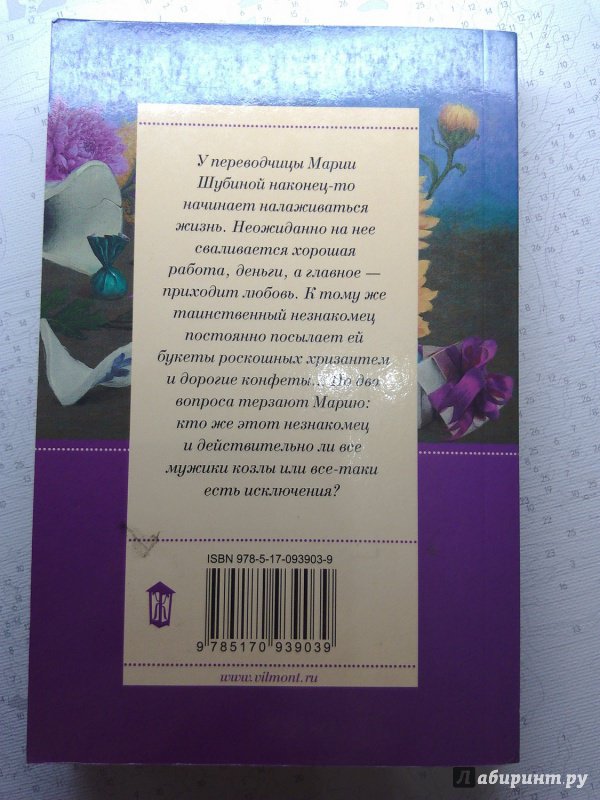 У переводчицы Марии
Шубиной наконец-то
начинает налаживаться
жизнь. Неожиданно на нее
сваливается хорошая
работа, деньги, а главное —
приходит любовь. К тому же
таинственный незнакомец
постоянно посылает ей
букеты роскошных хризантем
и дорогие конфеты... Но два
вопроса терзают Марию:
кто же этот незнакомец
и действительно ли все
мужики козлы или все-таки
есть исключения?
ISBN 978-5-17-093903-9
Ж
9 785170 939039
www.vilmont.ru
Лабиринт.ру